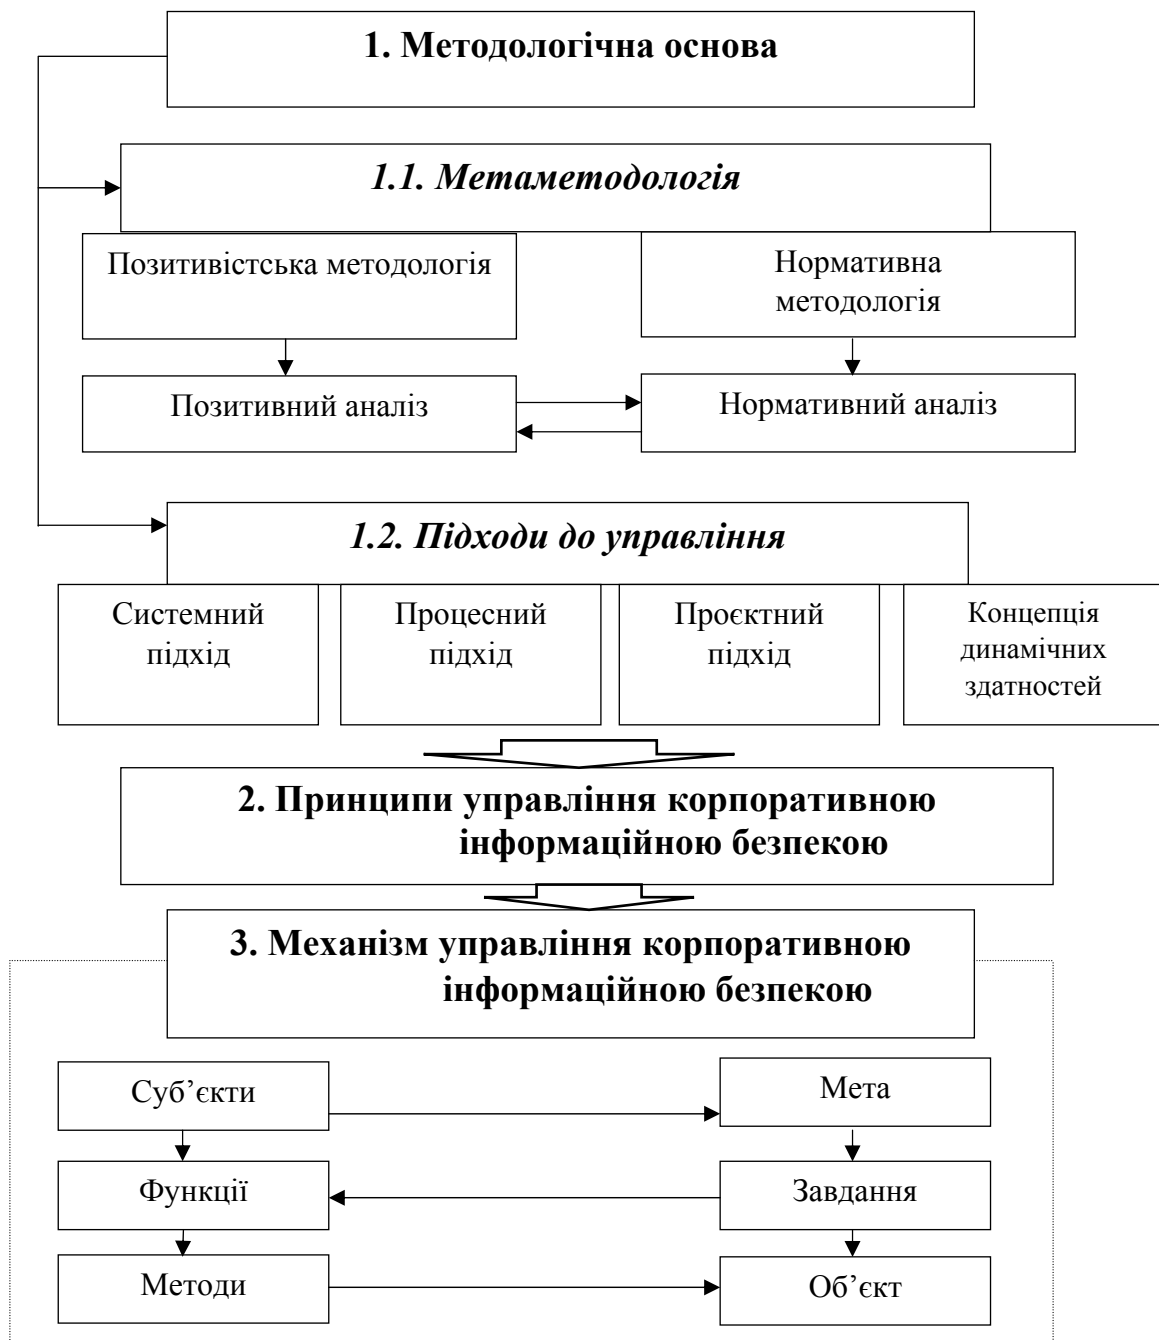 1. Методологічна основа
1.1. Метаметодологія
Позитивістська методологія
Нормативна
методологія
Позитивний аналіз
Нормативний аналіз
1.2. Підходи до управління
Системний
підхід
Процесний
підхід
Проєктний
підхід
Концепція
динамічних
здатностей
2. Принципи управління корпоративною
інформаційною безпекою
3. Механізм управління корпоративною
інформаційною безпекою
Суб’єкти
Мета
Функції
Завдання
Методи
Об’єкт